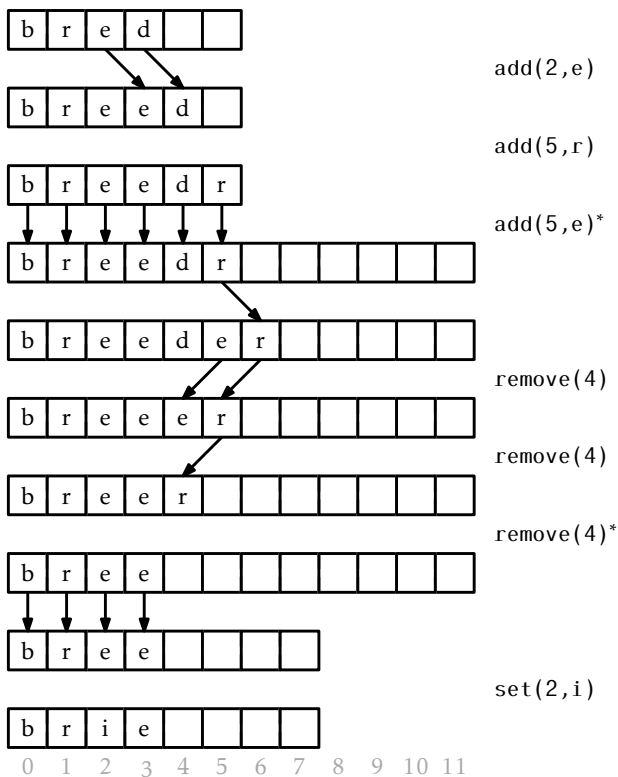 b r e d
add(2,e)
b r e e d
add(5,r)
b r e e d r
add(5,e)*
b r e e d r
b r e e d e r
remove(4)
b r e e e r
remove(4)
b r e e r
remove(4)*
b r e e
b r e e
set(2,i)
b r i e
0 1 2 3 4 5 6 7 8 9 10 11